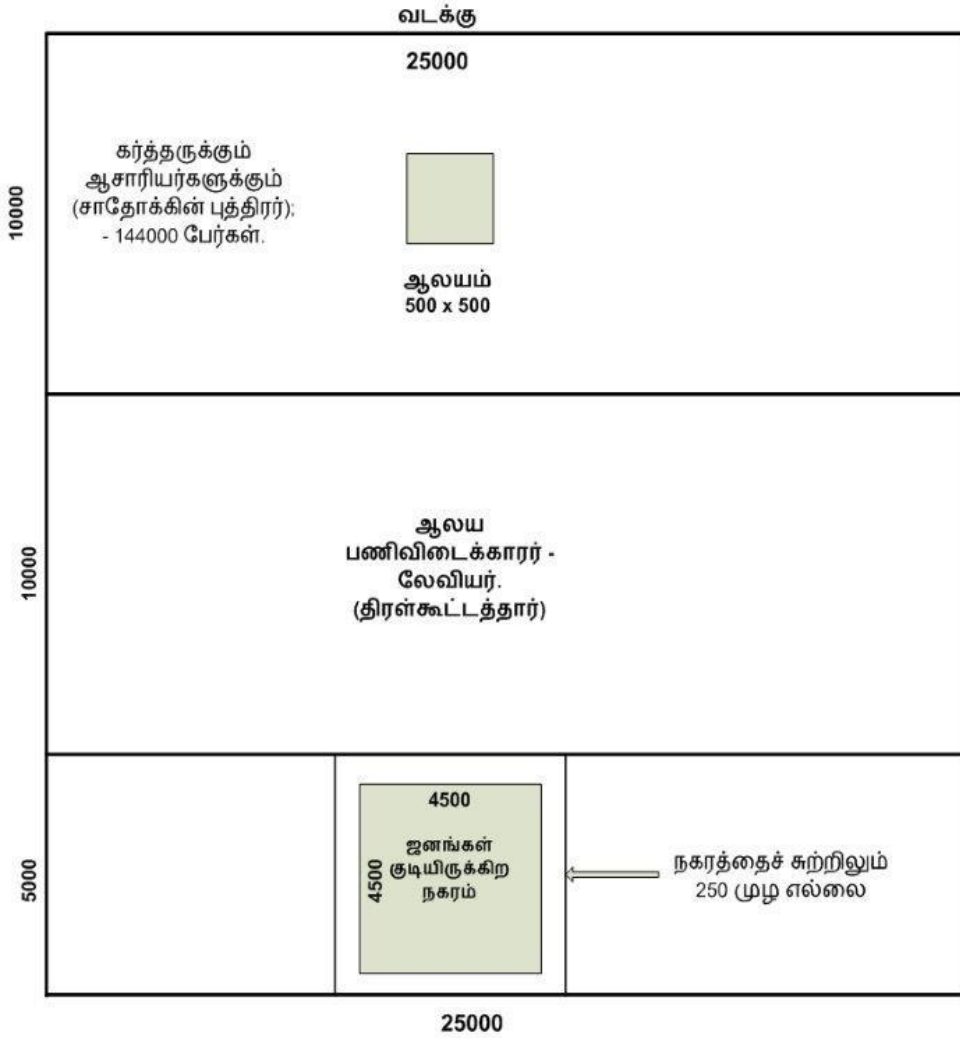 வடக்கு
25000
கர்த்தருக்கும்
ஆசாரியர்களுக்கும்
(சாதோக்கின் புத்திரர்);
- 144000 பேர்கள்.
10000
ஆலயம்
500 x 500
ஆலய
பணிவிடைக்காரர் -
லேவியர்.
(திரள்கூட்டத்தார்)
10000
4500
ஜனங்கள்
குடியிருக்கிற
நகரம்
4500
5000
நகரத்தைச் சுற்றிலும்
250 முழ எல்லை
25000